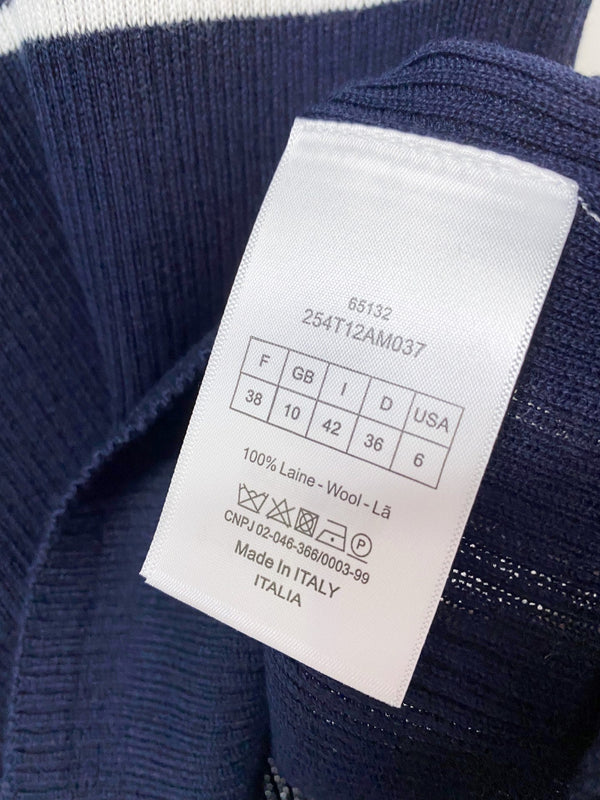 65132
254T12AM037
F GB I D USA
38 10 42 36 6
100% Laine - Wool - Lã
P
CNPJ 02-046-366/0003-99
Made In ITALY
ITALIA